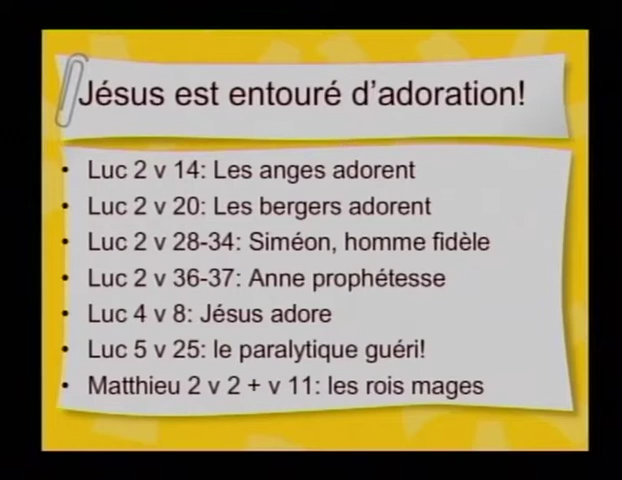 Jésus est entouré d'adoration!
• Luc 2 v 14: Les anges adorent
• Luc 2 v 20: Les bergers adorent
• Luc 2 v 28-34: Siméon, homme fidèle
• Luc 2 v 36-37: Anne prophétesse
• Luc 4 v 8: Jésus adore
• Luc 5 v 25: le paralytique guéri!
• Matthieu 2 v 2 + v 11: les rois mages